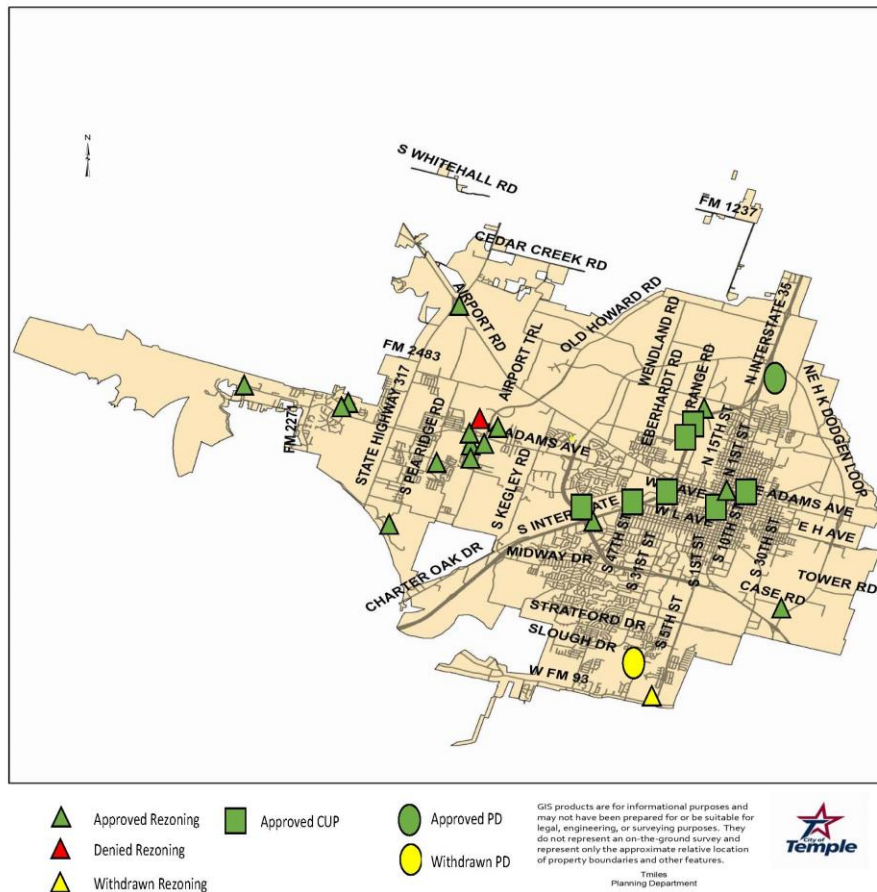 N
S WHITEHALL RD
FM 1237
CEDAR CREEK RD
AIRPORT RD
OLD HOWARD RD
N INTERSTATE 35
WENDLAND RD
AIRPORT TRL
FM 2483
EBERHARDT RD
RANGE RD
NE H K DODGEN LOOP
STATE HIGHWAY 317
N 15TH ST
FM 2271
S PEA RIDGE RD
ADAMS AVE
N 1ST ST
S KEGLEY RD
W
AVE
E ADAMS AVE
S INTERSTATE
W L AVE
E H AVE
S 47TH ST
S 10TH ST
MIDWAY DR
S 31ST ST
S 1ST ST
S 30TH ST
CHARTER OAK DR
TOWER RD
CASE RD
STRATFORD DR
S 5TH ST
SLOUGH DR
W FM 93
Approved Rezoning
Denied Rezoning
Withdrawn Rezoning
Approved CUP
Approved PD
Withdrawn PD
GIS products are for informational purposes and
may not have been prepared for or be suitable for
legal, engineering, or surveying purposes. They
do not represent an on-the-ground survey and
represent only the approximate relative location
of property boundaries and other features.
Tmiles
Planning Department
City of
Temple